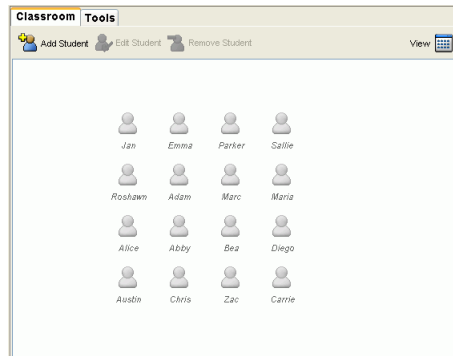 Classroom Tools
Add Student Edit Student Remove Student View
Jan Emma Parker Sallie
Roshawn Adam Marc Maria
Alice Abby Bea Diego
Austin Chris Zac Carrie